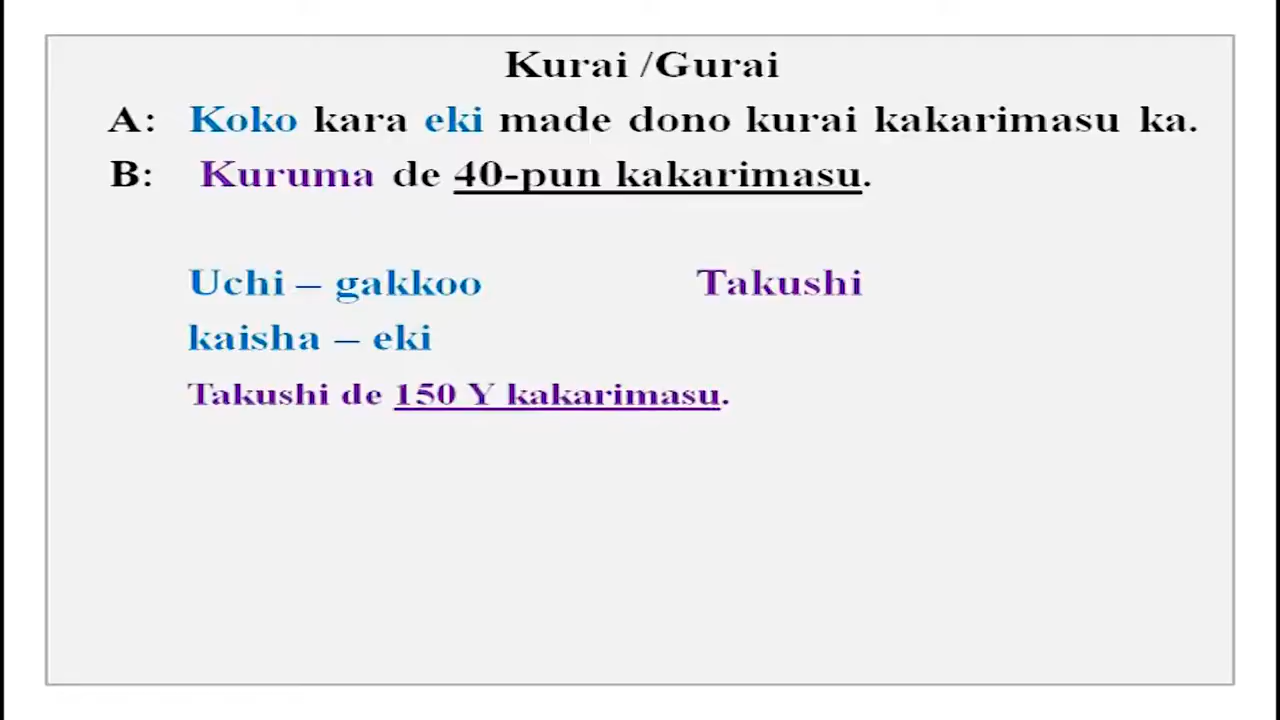 Kurai /Gurai
A: Koko kara eki made dono kurai kakarimasu ka.
B: Kuruma de 40-pun kakarimasu.
Uchi – gakkoo Takushi
kaisha – eki
Takushi de 150 Y kakarimasu.